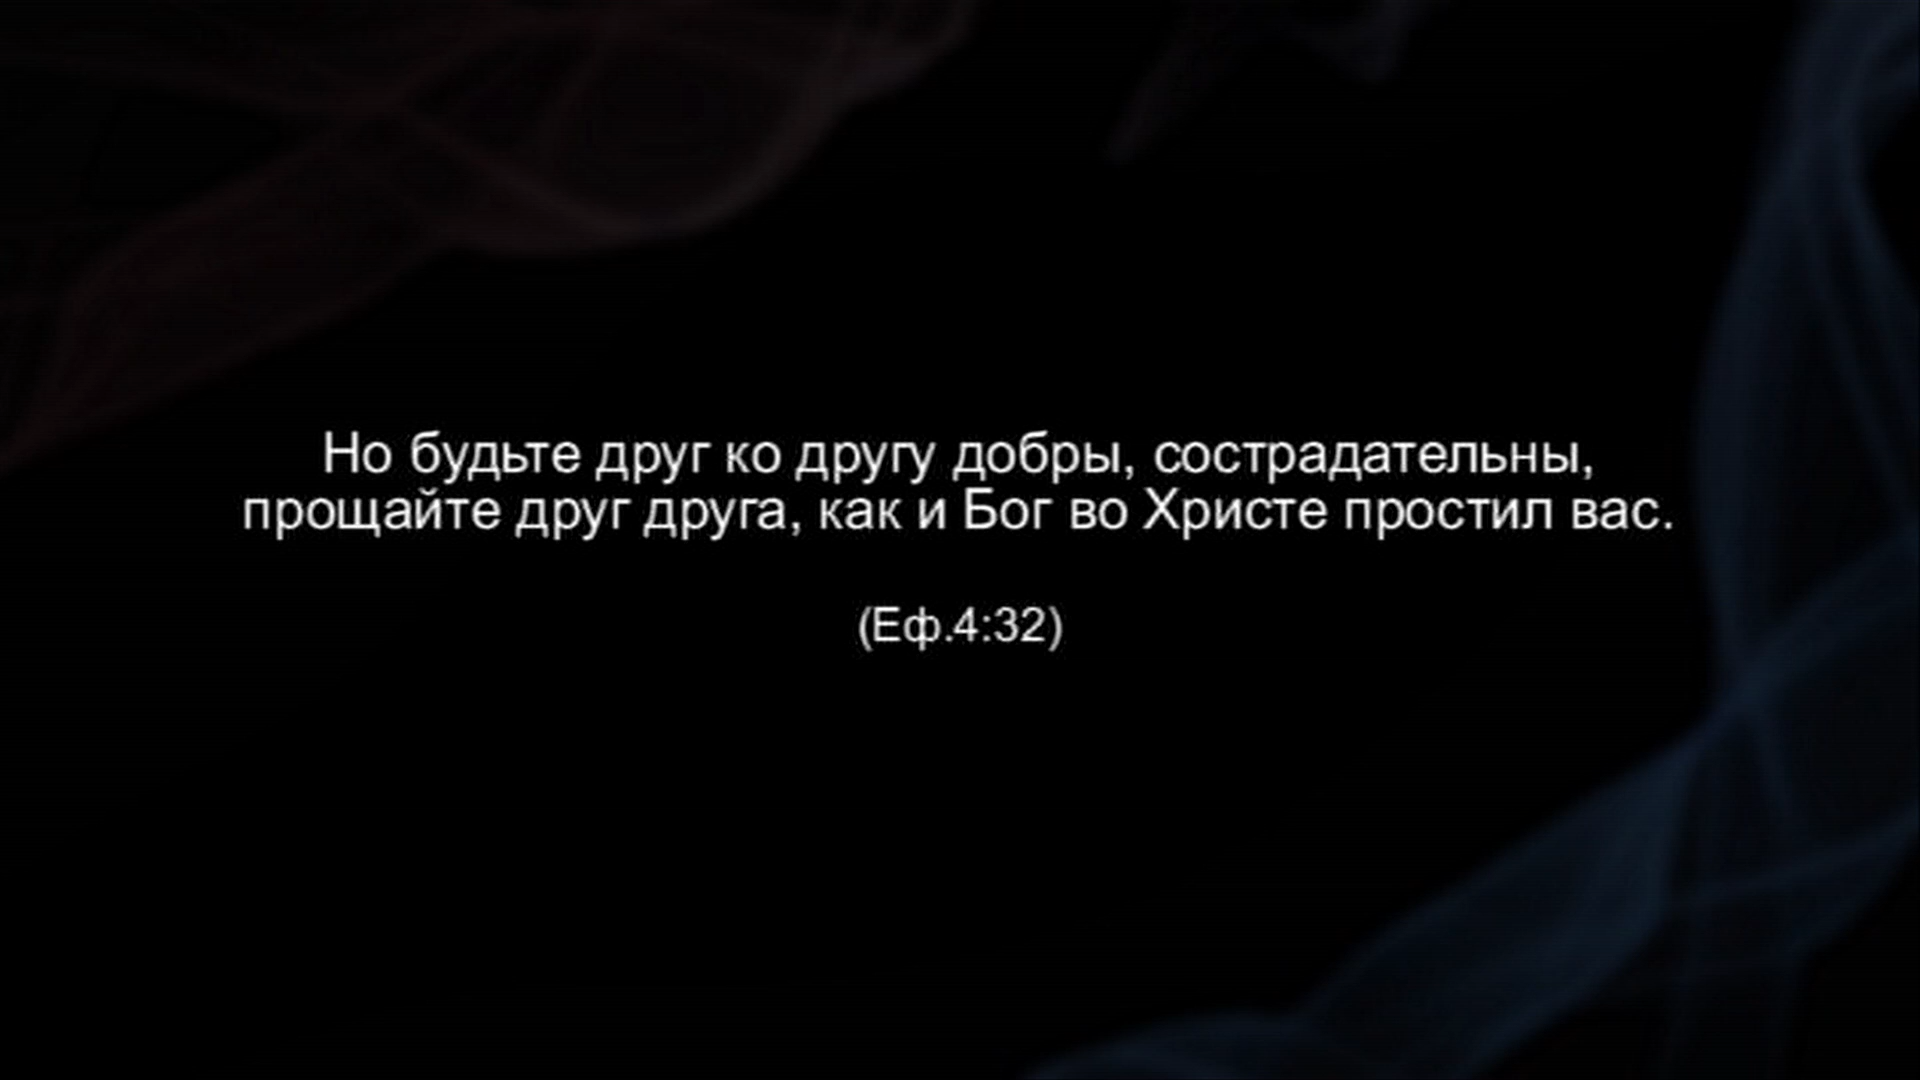 Но будьте друг ко другу добры, сострадательны,
прощайте друг друга, как и Бог во Христе простил вас.
(Еф.4:32)